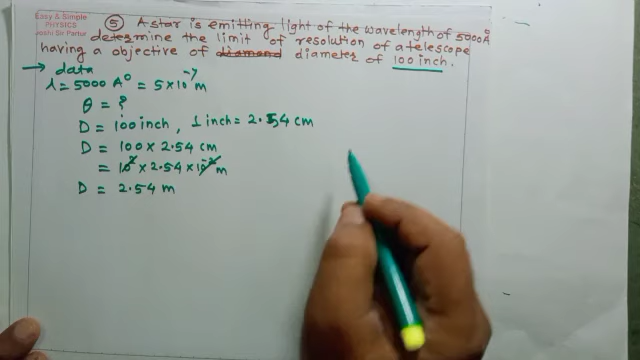 Easy & Simple
PHYSICS
Joshi Sir Partur
⑤ A star is emitting light of the wavelength of 5000Å
determine the limit of resolution of a telescope
having a objective of diameter of 100 inch.
→ data
λ = 5000 A° = 5 × 10⁻⁷ m
θ = ?
D = 100 inch, 1 inch = 2.54 cm
D = 100 × 2.54 cm
= 10² × 2.54 × 10⁻² m
D = 2.54 m